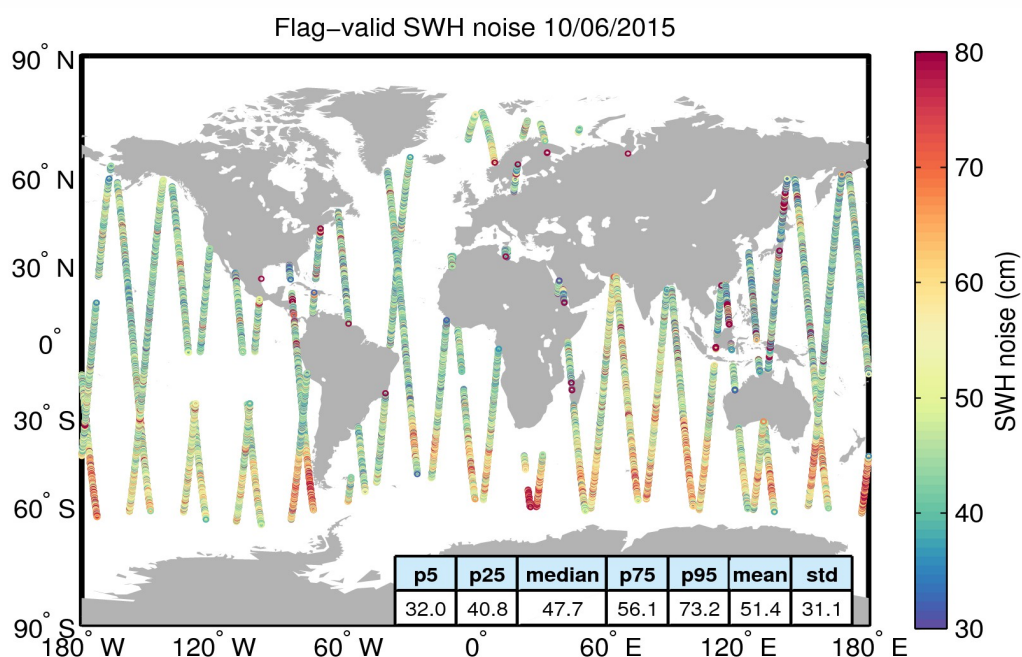 Flag−valid SWH noise 10/06/2015
90° N
60° N
30° N
0°
30° S
60° S
90° S
180° W
120° W
60° W
0°
60° E
120° E
180° E
80
70
60
50
40
30
SWH noise (cm)
p5 p25 median p75 p95 mean std
32.0 40.8 47.7 56.1 73.2 51.4 31.1